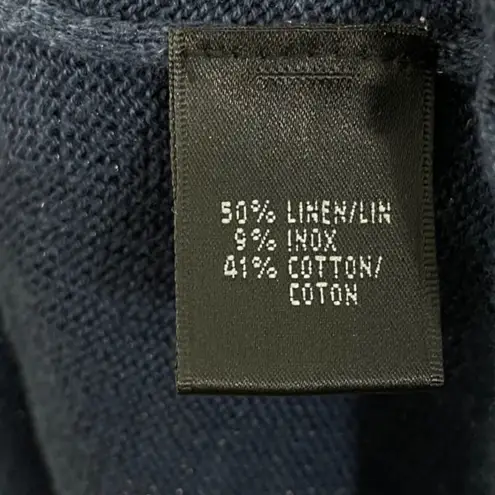 50% LINEN/LIN
9% INOX
41% COTTON/
COTON